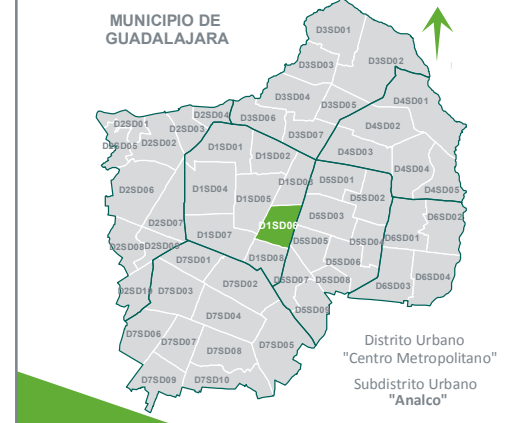 MUNICIPIO DE
GUADALAJARA
D3SD01
D3SD03
D3SD02
D3SD04
D3SD05
D4SD01
D2SD04
D3SD06
D2SD01
D2SD03
D4SD02
D3SD07
D2SD05
D2SD02
D1SD01
D1SD02
D4SD03
D4SD04
D1SD03
D5SD01
D2SD06
D1SD04
D4SD05
D1SD05
D5SD02
D5SD03
D6SD02
D2SD07
D1SD06
D1SD07
D5SD05
D5SD04
D6SD01
D2SD08
D7SD01
D1SD08
D5SD06
D6SD04
D2SD10
D7SD03
D7SD02
D5SD07
D5SD08
D6SD03
D7SD04
D5SD09
D7SD06
D7SD07
D7SD08
D7SD05
D7SD09
D7SD10
Distrito Urbano
"Centro Metropolitano"
Subdistrito Urbano
"Analco"